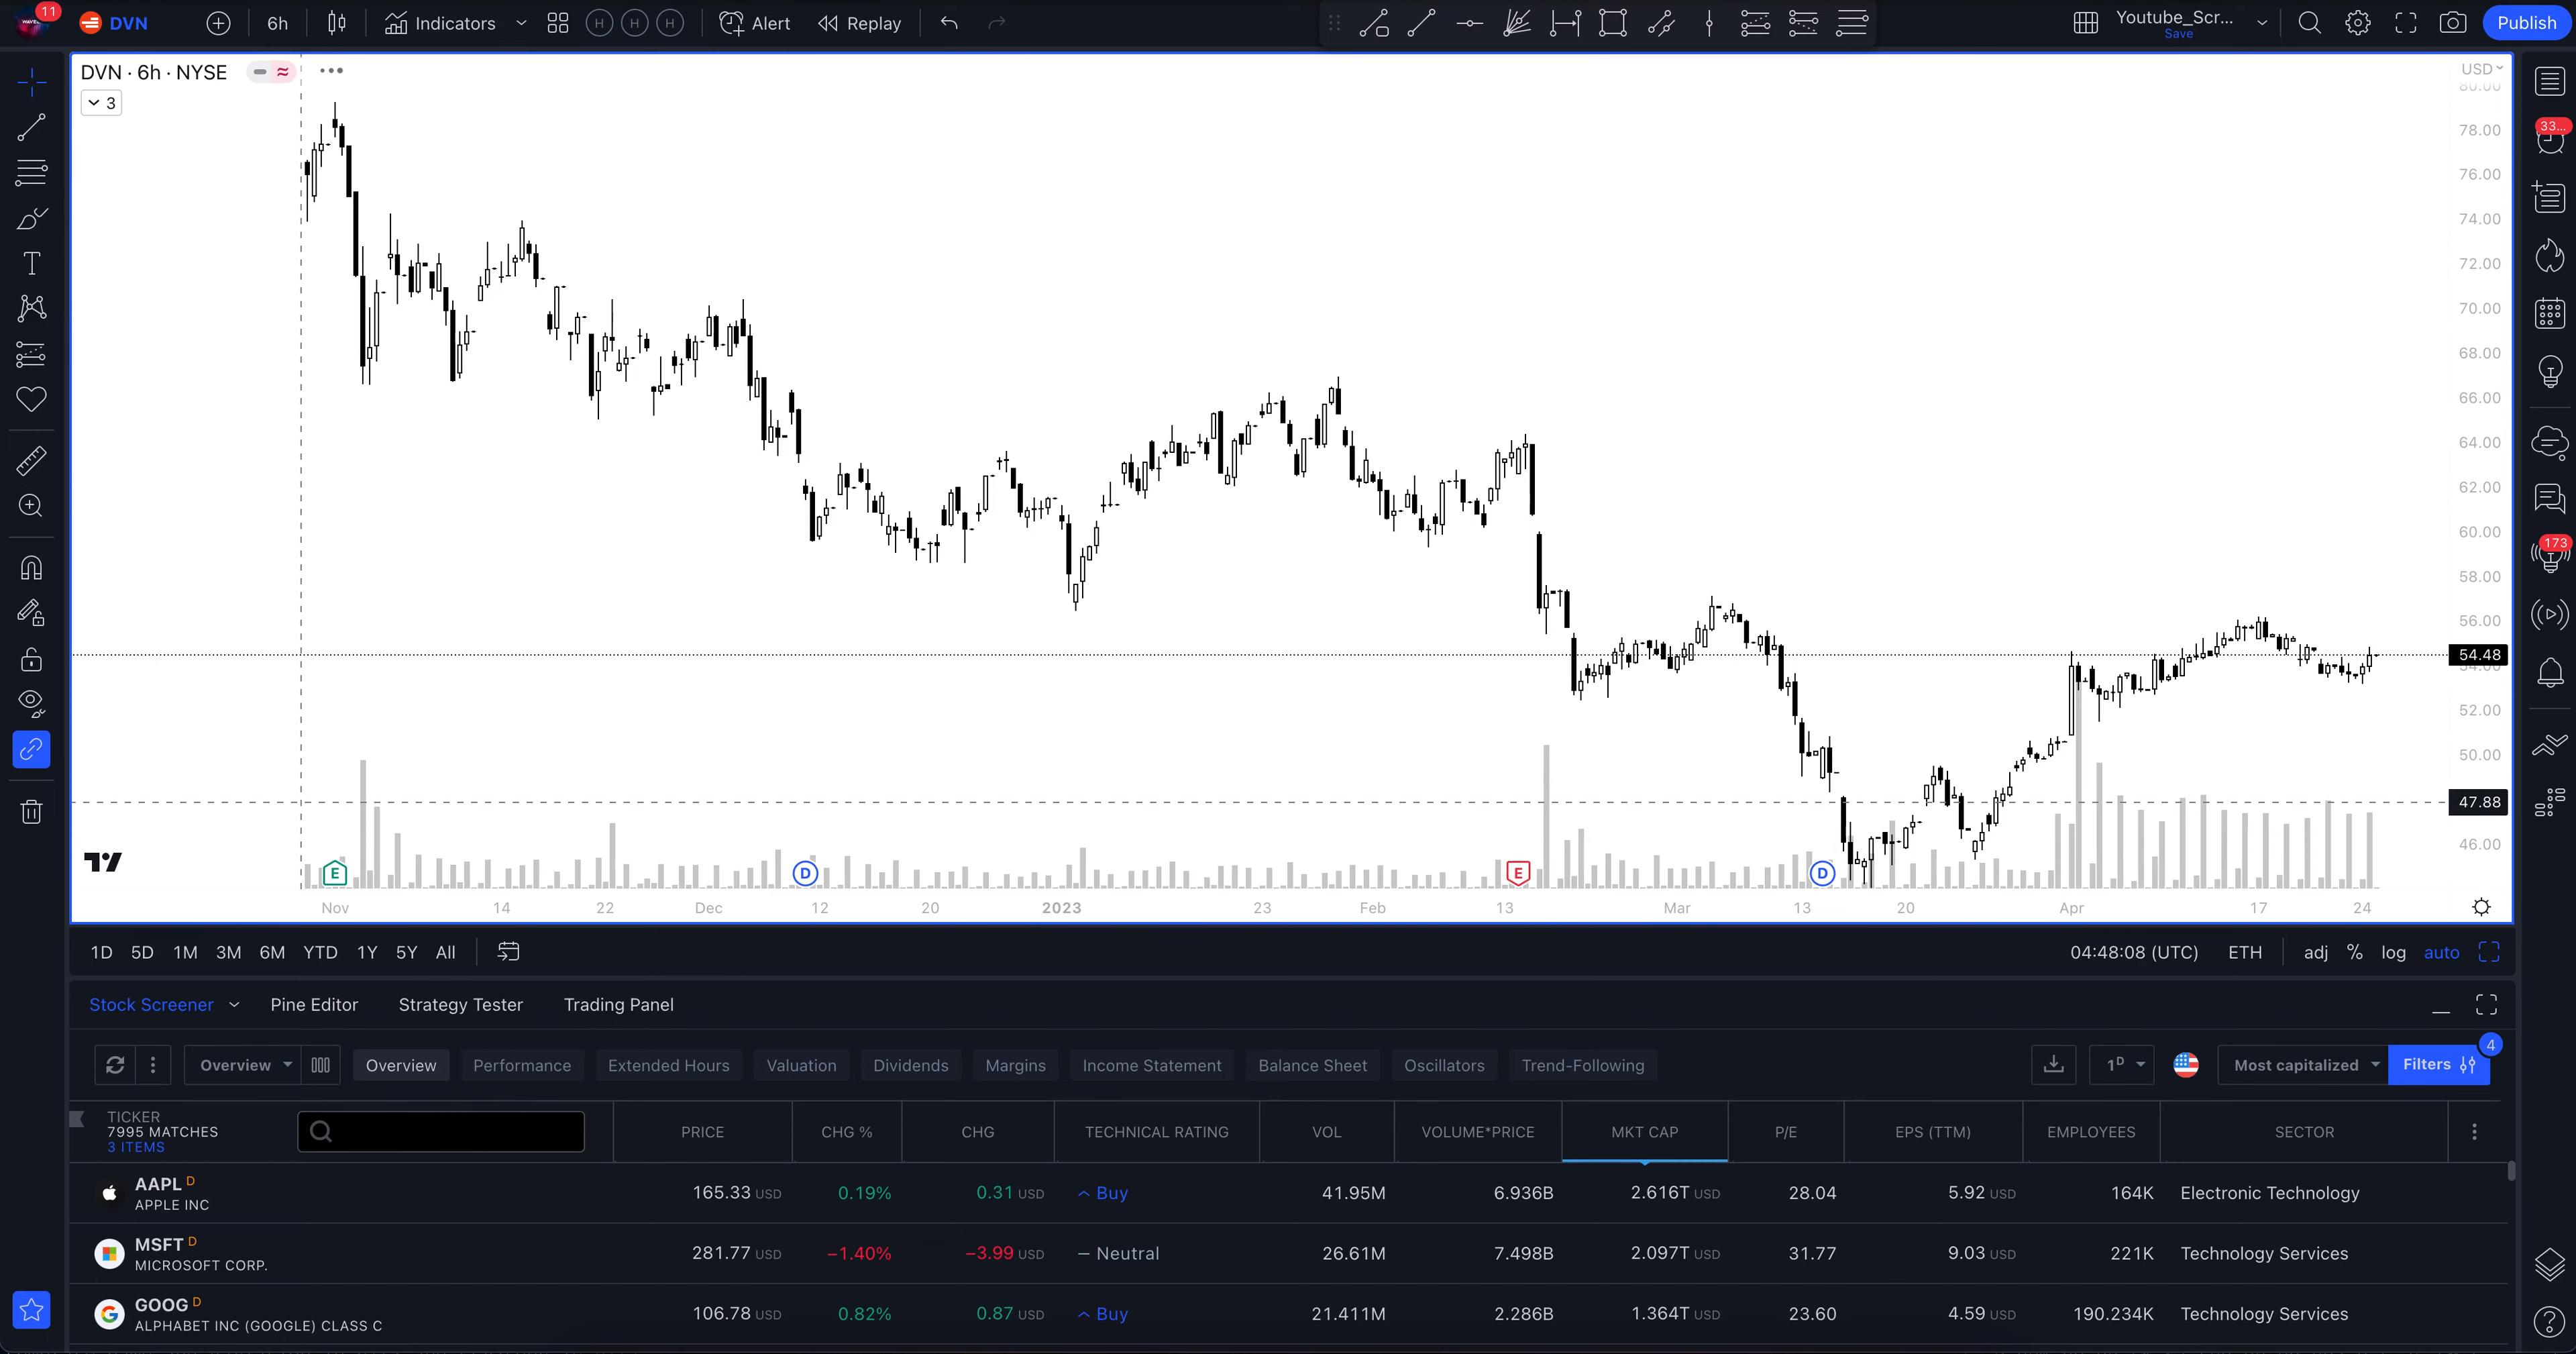 11 DVN 6h Indicators H H H Alert Replay Youtube_Scr... Save Publish
DVN · 6h · NYSE
3
USD
80.00
78.00
76.00
74.00
72.00
70.00
68.00
66.00
64.00
62.00
60.00
58.00
56.00
54.48
54.00
52.00
50.00
47.88
46.00
E D E D
Nov 14 22 Dec 12 20 2023 23 Feb 13 Mar 13 20 Apr 17 24
33...
173
1D 5D 1M 3M 6M YTD 1Y 5Y All 04:48:08 (UTC) ETH adj % log auto
Stock Screener Pine Editor Strategy Tester Trading Panel
Overview Overview Performance Extended Hours Valuation Dividends Margins Income Statement Balance Sheet Oscillators Trend-Following 1D Most capitalized Filters 4
TICKER
7995 MATCHES
3 ITEMS
PRICE CHG % CHG TECHNICAL RATING VOL VOLUME*PRICE MKT CAP P/E EPS (TTM) EMPLOYEES SECTOR
AAPL D 165.33 USD 0.19% 0.31 USD Buy 41.95M 6.936B 2.616T USD 28.04 5.92 USD 164K Electronic Technology
APPLE INC
MSFT D 281.77 USD −1.40% −3.99 USD — Neutral 26.61M 7.498B 2.097T USD 31.77 9.03 USD 221K Technology Services
MICROSOFT CORP.
GOOG D 106.78 USD 0.82% 0.87 USD Buy 21.411M 2.286B 1.364T USD 23.60 4.59 USD 190.234K Technology Services
ALPHABET INC (GOOGLE) CLASS C